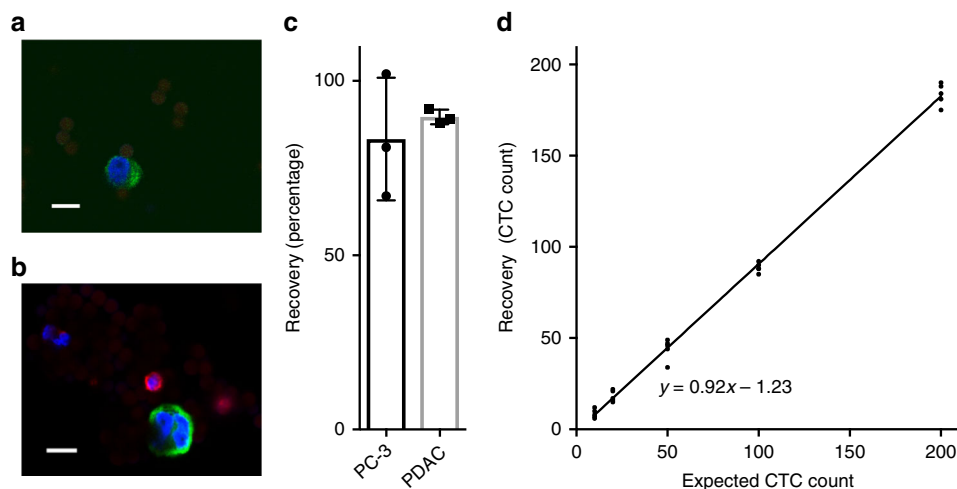 a
b
c
Recovery (percentage)
100
50
0
PC-3
PDAC
d
Recovery (CTC count)
200
150
100
50
0
y = 0.92x – 1.23
0
50
100
150
200
Expected CTC count